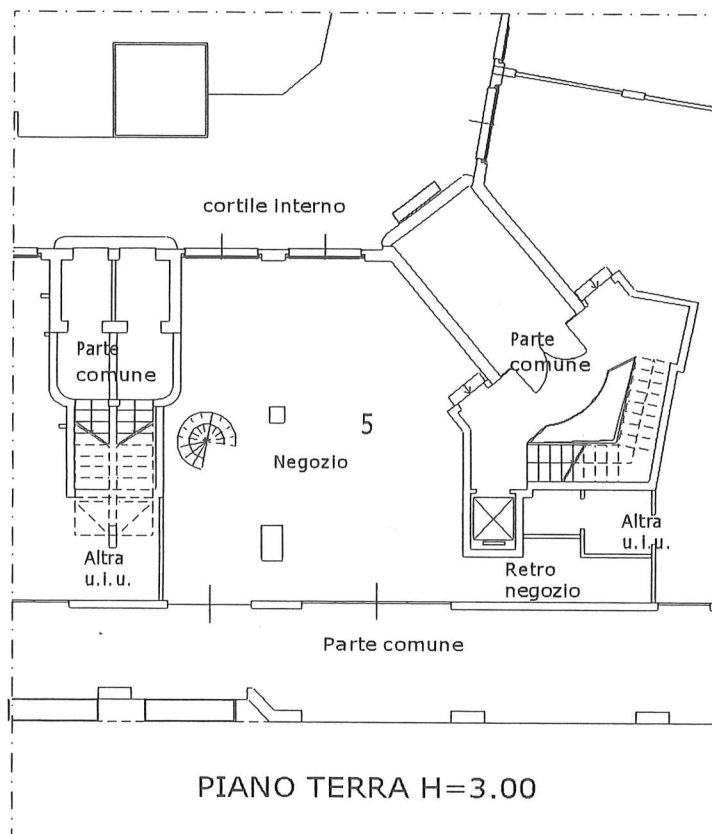 cortile interno
Parte
comune
Parte
comune
5
Negozio
Altra
u.i.u.
Altra
u.i.u.
Retro
negozio
Parte comune
PIANO TERRA H=3.00